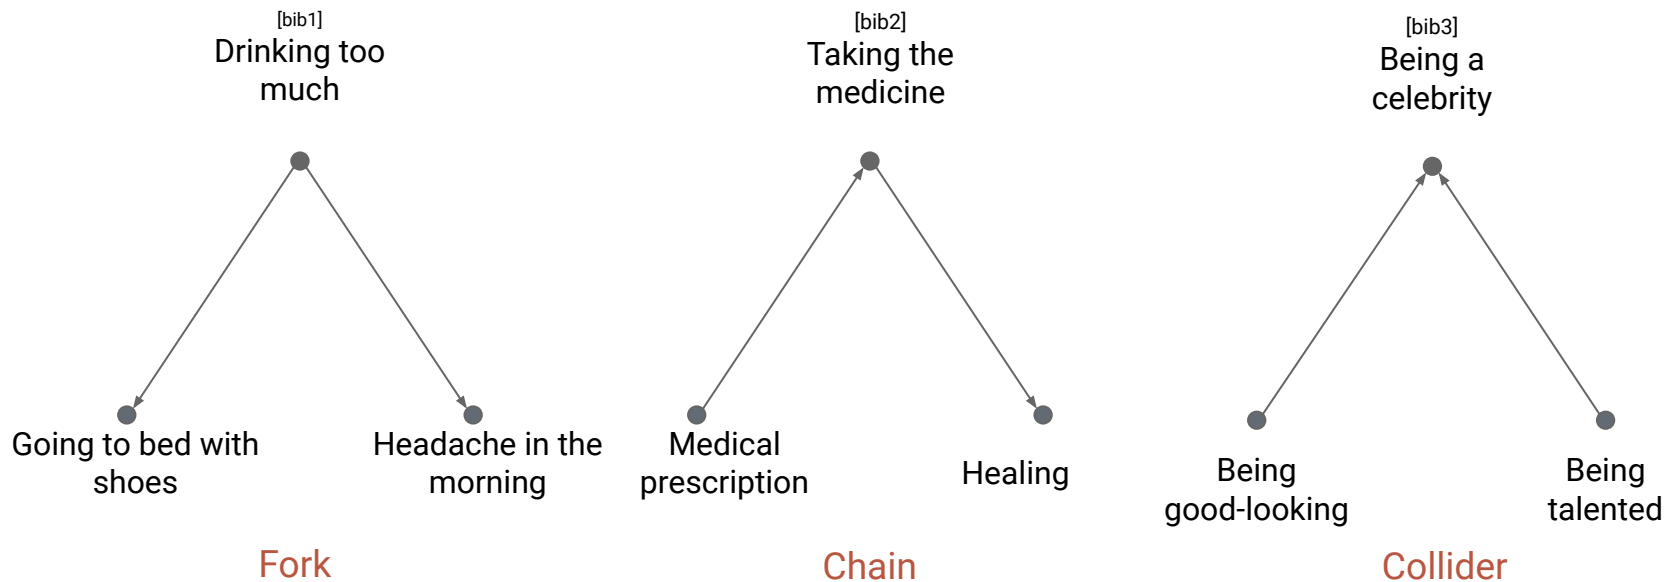 [bib1]
Drinking too
much
Going to bed with
shoes
Headache in the
morning
Fork
[bib2]
Taking the
medicine
Medical
prescription
Healing
Chain
[bib3]
Being a
celebrity
Being
good-looking
Being
talented
Collider